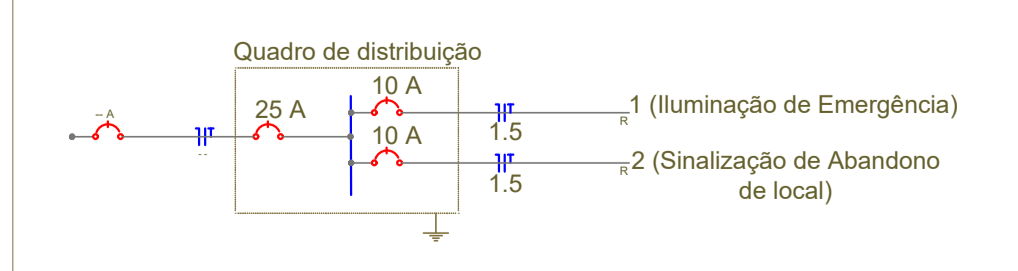 Quadro de distribuição
-- A
25 A
10 A
10 A
--
1.5
1.5
R
1 (Iluminação de Emergência)
R
2 (Sinalização de Abandono
de local)